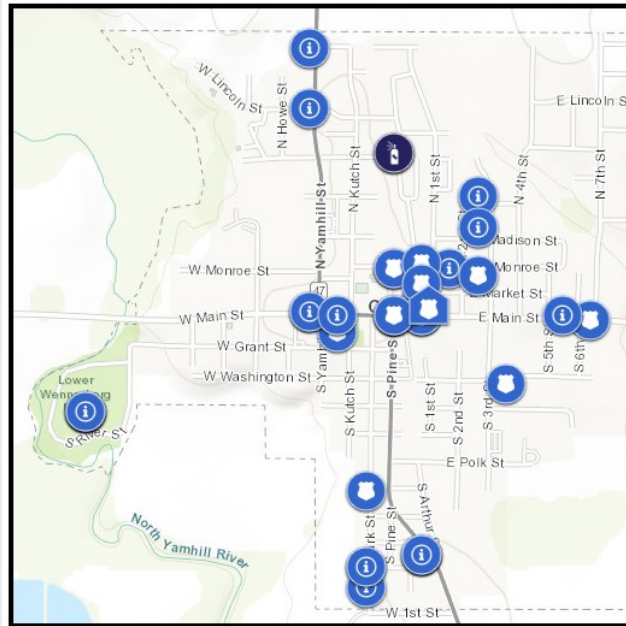 W Lincoln St
N Howe St
E Lincoln S
N Kutch St
N 1st St
N 4th St
N 7th St
N Yamhill St
Madison St
W Monroe St
Monroe St
47
E Market St
W Main St
E Main St
W Grant St
W Washington St
Lower
S River St
S Kutch St
S Pine S
S 1st St
S 2nd St
S 3rd St
S 5th St
S 6th
E Polk St
North Yamhill River
S Pine St
S Arthur
W 1st St